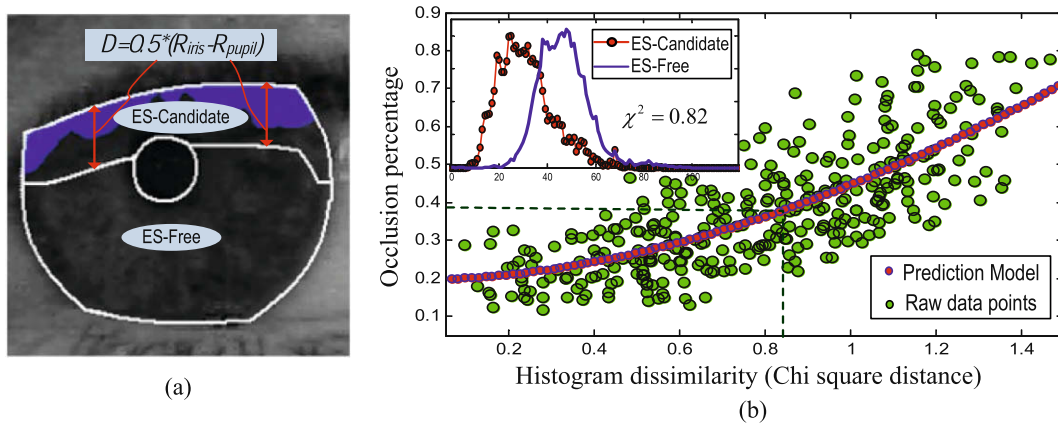 (a)
D=0.5*(Riris-Rpupil)
ES-Candidate
ES-Free
(a)
(b)
Occlusion percentage
0.9
0.8
0.7
0.6
0.5
0.4
0.3
0.2
0.1
ES-Candidate
ES-Free
χ² = 0.82
0 20 40 60 80 100
Prediction Model
Raw data points
0.2 0.4 0.6 0.8 1 1.2 1.4
Histogram dissimilarity (Chi square distance)
(b)